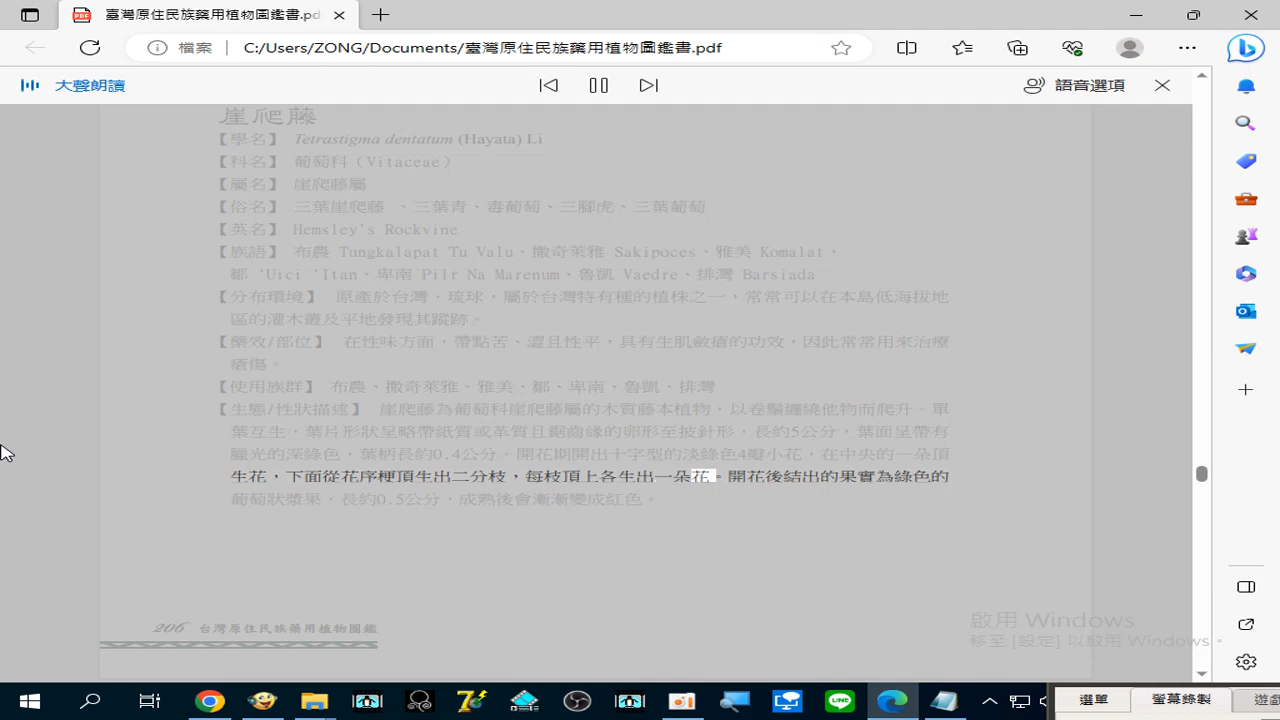 臺灣原住民族藥用植物圖鑑書.pdf
檔案
C:/Users/ZONG/Documents/臺灣原住民族藥用植物圖鑑書.pdf
大聲朗讀
語音選項
崖爬藤
【學名】 Tetrastigma dentatum (Hayata) Li
【科名】 葡萄科（Vitaceae）
【屬名】 崖爬藤屬
【俗名】 三葉崖爬藤 、三葉青、毒葡萄、三腳虎、三葉葡萄
【英名】 Hemsley's Rockvine
【族語】 布農 Tungkalapat Tu Valu、撒奇萊雅 Sakipoces、雅美 Komalat、
鄒 'Uici 'Itan、卑南 Pilr Na Marenum、魯凱 Vaedre、排灣 Barsiada
【分布環境】 原產於台灣、琉球，屬於台灣特有種的植株之一，常常可以在本島低海拔地
區的灌木叢及平地發現其蹤跡。
【藥效/部位】 在性味方面，帶點苦、澀且性平，具有生肌斂瘡的功效，因此常常用來治療
瘡傷。
【使用族群】 布農、撒奇萊雅、雅美、鄒、卑南、魯凱、排灣
【生態/性狀描述】 崖爬藤為葡萄科崖爬藤屬的木質藤本植物，以卷鬚纏繞他物而爬升。單
葉互生，葉片形狀呈略帶紙質或革質且鋸齒緣的卵形至披針形，長約5公分，葉面呈帶有
臘光的深綠色，葉柄長約0.4公分。開花期開出十字型的淡綠色4瓣小花，在中央的一朵頂
生花，下面從花序梗頂生出二分枝，每枝頂上各生出一朵花。開花後結出的果實為綠色的
葡萄狀漿果，長約0.5公分，成熟後會漸漸變成紅色。
206 台灣原住民族藥用植物圖鑑
啟用 Windows
移至 [設定] 以啟用 Windows。
選單
螢幕錄製
遊戲